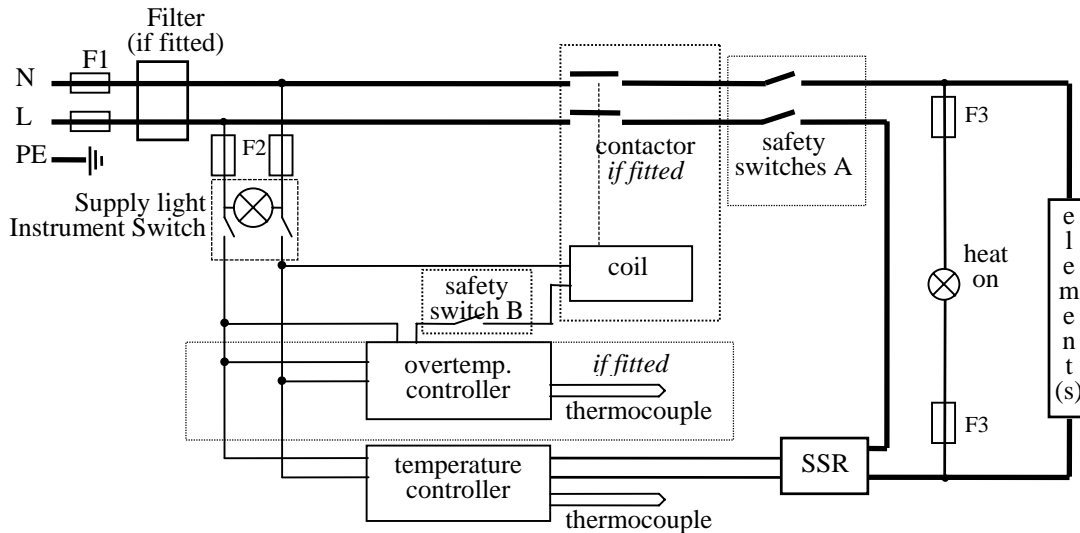 Filter
(if fitted)
F1
N
L
PE
F2
Supply light
Instrument Switch
contactor
if fitted
safety
switches A
F3
coil
safety
switch B
heat
on
element(s)
overtemp.
controller
if fitted
thermocouple
F3
temperature
controller
SSR
thermocouple